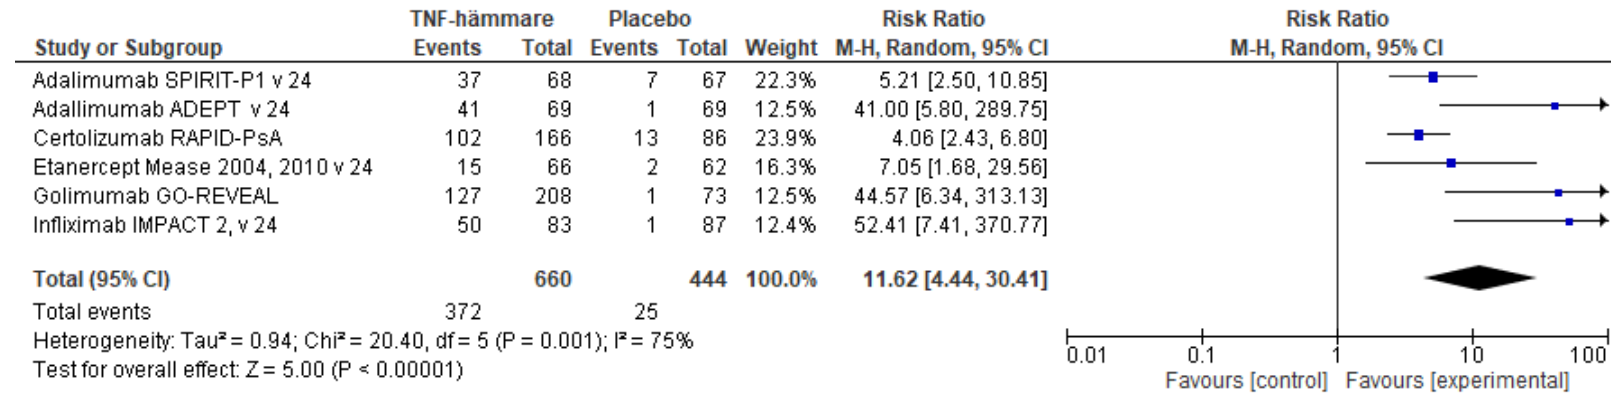 TNF-hämmare Placebo Risk Ratio Risk Ratio
Study or Subgroup Events Total Events Total Weight M-H, Random, 95% CI M-H, Random, 95% CI
Adalimumab SPIRIT-P1 v 24 37 68 7 67 22.3% 5.21 [2.50, 10.85]
Adallimumab ADEPT v 24 41 69 1 69 12.5% 41.00 [5.80, 289.75]
Certolizumab RAPID-PsA 102 166 13 86 23.9% 4.06 [2.43, 6.80]
Etanercept Mease 2004, 2010 v 24 15 66 2 62 16.3% 7.05 [1.68, 29.56]
Golimumab GO-REVEAL 127 208 1 73 12.5% 44.57 [6.34, 313.13]
Infliximab IMPACT 2, v 24 50 83 1 87 12.4% 52.41 [7.41, 370.77]
Total (95% CI) 660 444 100.0% 11.62 [4.44, 30.41]
Total events 372 25
Heterogeneity: Tau² = 0.94; Chi² = 20.40, df = 5 (P = 0.001); I² = 75%
Test for overall effect: Z = 5.00 (P < 0.00001)
0.01 0.1 1 10 100
Favours [control] Favours [experimental]